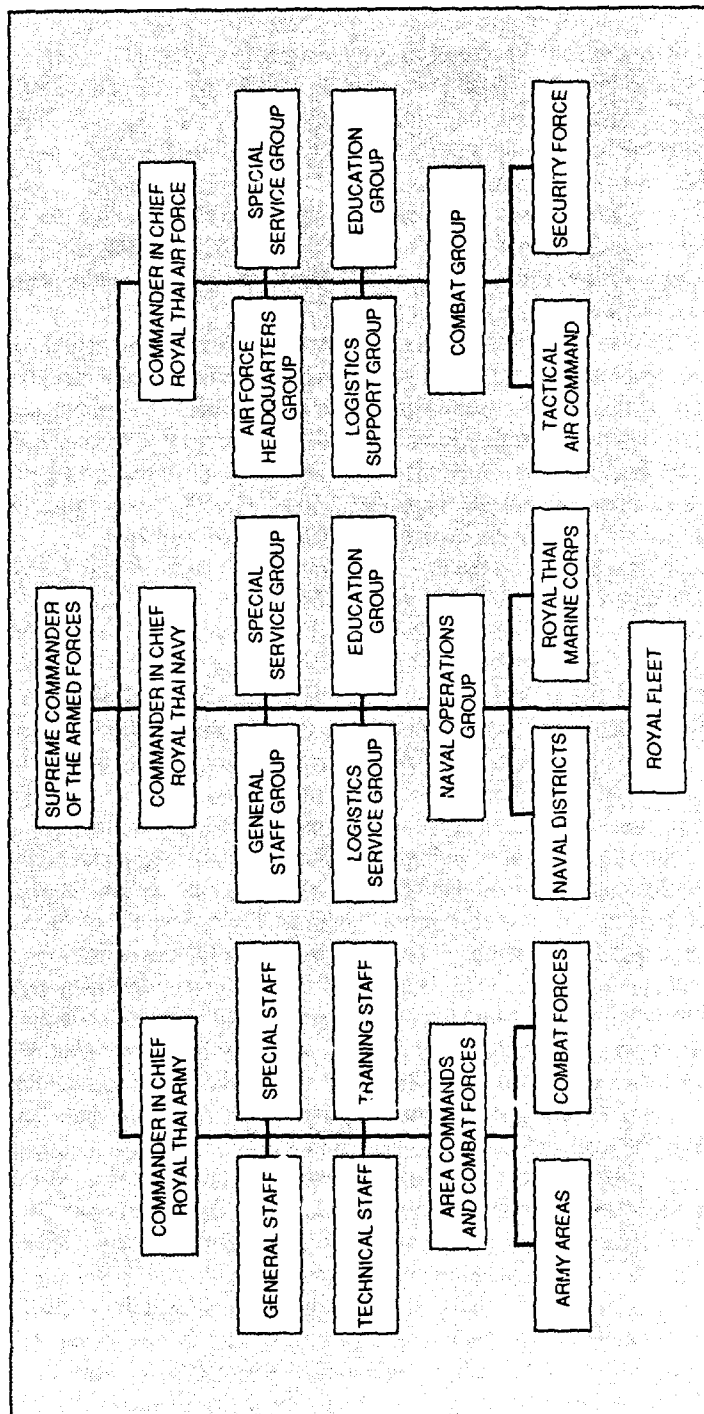 SUPREME COMMANDER
OF THE ARMED FORCES
COMMANDER IN CHIEF
ROYAL THAI ARMY
COMMANDER IN CHIEF
ROYAL THAI NAVY
COMMANDER IN CHIEF
ROYAL THAI AIR FORCE
GENERAL STAFF
SPECIAL STAFF
GENERAL
STAFF GROUP
SPECIAL
SERVICE GROUP
AIR FORCE
HEADQUARTERS
GROUP
SPECIAL
SERVICE GROUP
TECHNICAL STAFF
TRAINING STAFF
LOGISTICS
SERVICE GROUP
EDUCATION
GROUP
LOGISTICS
SUPPORT GROUP
EDUCATION
GROUP
AREA COMMANDS
AND COMBAT FORCES
NAVAL OPERATIONS
GROUP
COMBAT GROUP
ARMY AREAS
COMBAT FORCES
NAVAL DISTRICTS
ROYAL THAI
MARINE CORPS
TACTICAL
AIR COMMAND
SECURITY FORCE
ROYAL FLEET